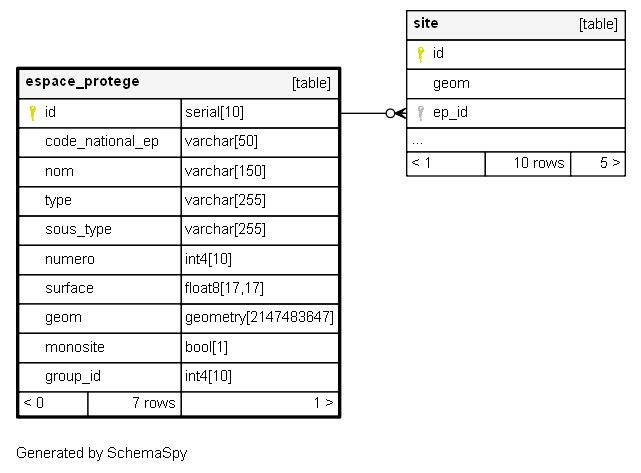 site [table]
id
geom
ep_id
...
< 1 10 rows 5 >
espace_protege [table]
id serial[10]
code_national_ep varchar[50]
nom varchar[150]
type varchar[255]
sous_type varchar[255]
numero int4[10]
surface float8[17,17]
geom geometry[2147483647]
monosite bool[1]
group_id int4[10]
< 0 7 rows 1 >
Generated by SchemaSpy